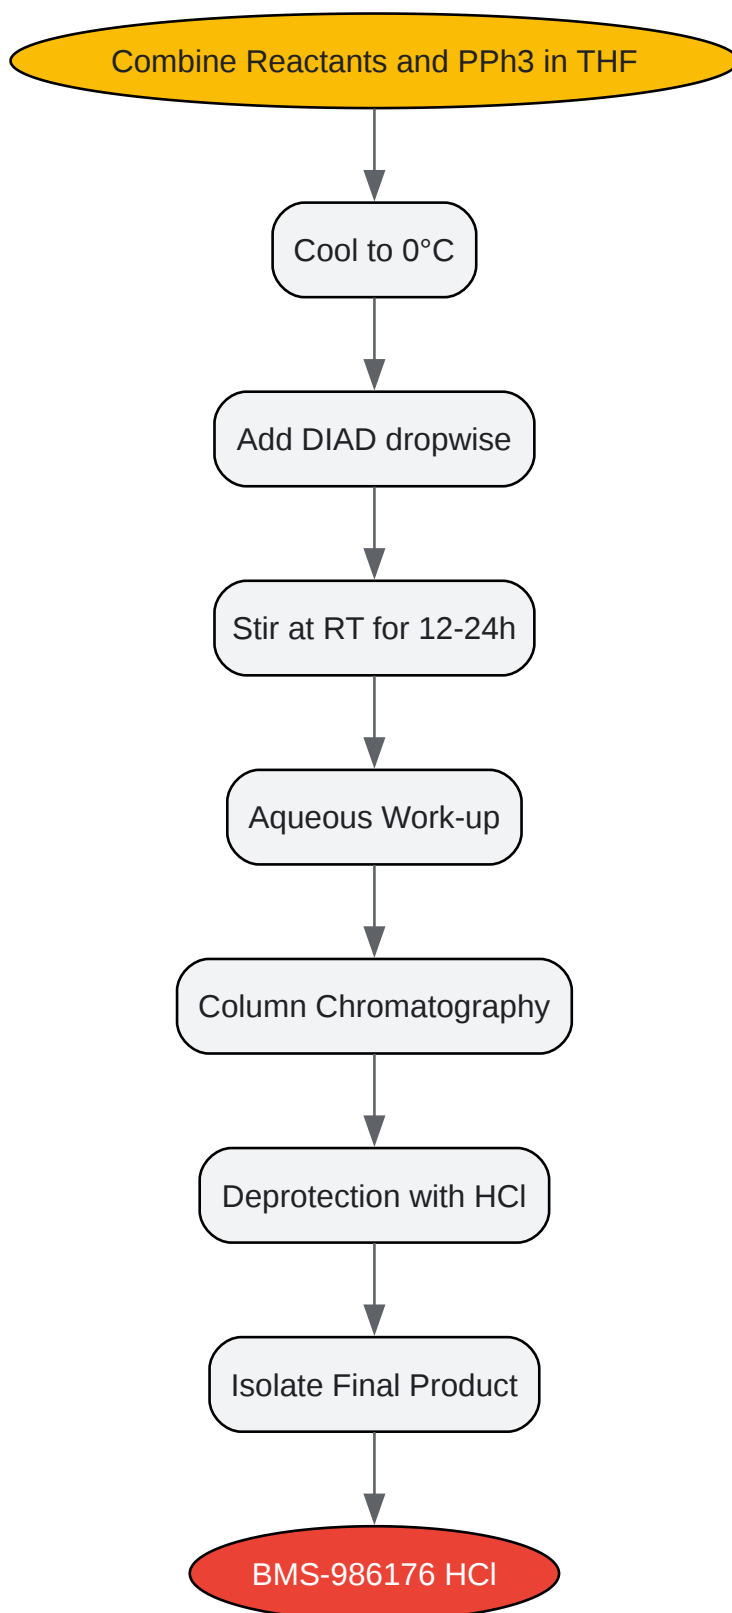 Combine Reactants and PPh3 in THF
Cool to 0°C
Add DIAD dropwise
Stir at RT for 12-24h
Aqueous Work-up
Column Chromatography
Deprotection with HCl
Isolate Final Product
BMS-986176 HCl